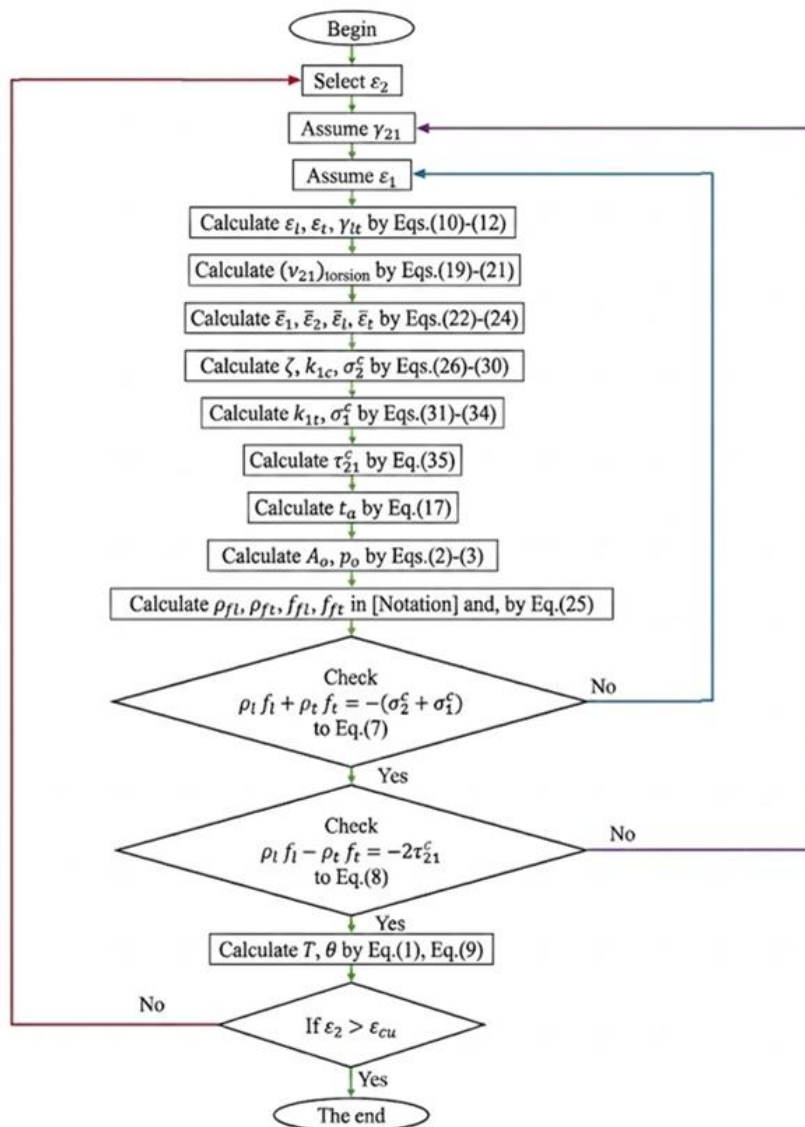 Begin
Select ε₂
Assume γ₂₁
Assume ε₁
Calculate εₗ, εₜ, γₗₜ by Eqs.(10)-(12)
Calculate (ν₂₁)ₜₒᵣₛᵢₒₙ by Eqs.(19)-(21)
Calculate ε̄₁, ε̄₂, ε̄ₗ, ε̄ₜ by Eqs.(22)-(24)
Calculate ζ, k₁c, σ₂ᶜ by Eqs.(26)-(30)
Calculate k₁ₜ, σ₁ᶜ by Eqs.(31)-(34)
Calculate τ₂₁ᶜ by Eq.(35)
Calculate tₐ by Eq.(17)
Calculate Aₒ, pₒ by Eqs.(2)-(3)
Calculate ρ_fl, ρ_ft, f_fl, f_ft in [Notation] and, by Eq.(25)
Check
ρₗ fₗ + ρₜ fₜ = −(σ₂ᶜ + σ₁ᶜ)
to Eq.(7)
No
Yes
Check
ρₗ fₗ − ρₜ fₜ = −2τ₂₁ᶜ
to Eq.(8)
No
Yes
Calculate T, θ by Eq.(1), Eq.(9)
No
If ε₂ > ε_cu
Yes
The end